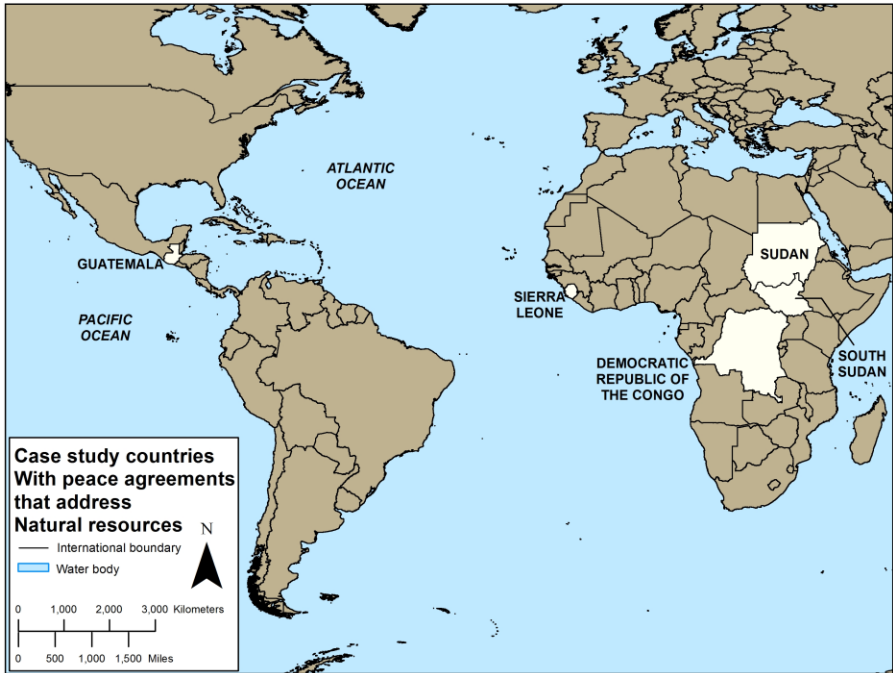 ATLANTIC
OCEAN
GUATEMALA
PACIFIC
OCEAN
SUDAN
SIERRA
LEONE
SOUTH
SUDAN
DEMOCRATIC
REPUBLIC OF
THE CONGO
Case study countries
With peace agreements
that address
Natural resources
N
International boundary
Water body
0 1,000 2,000 3,000 Kilometers
0 500 1,000 1,500 Miles